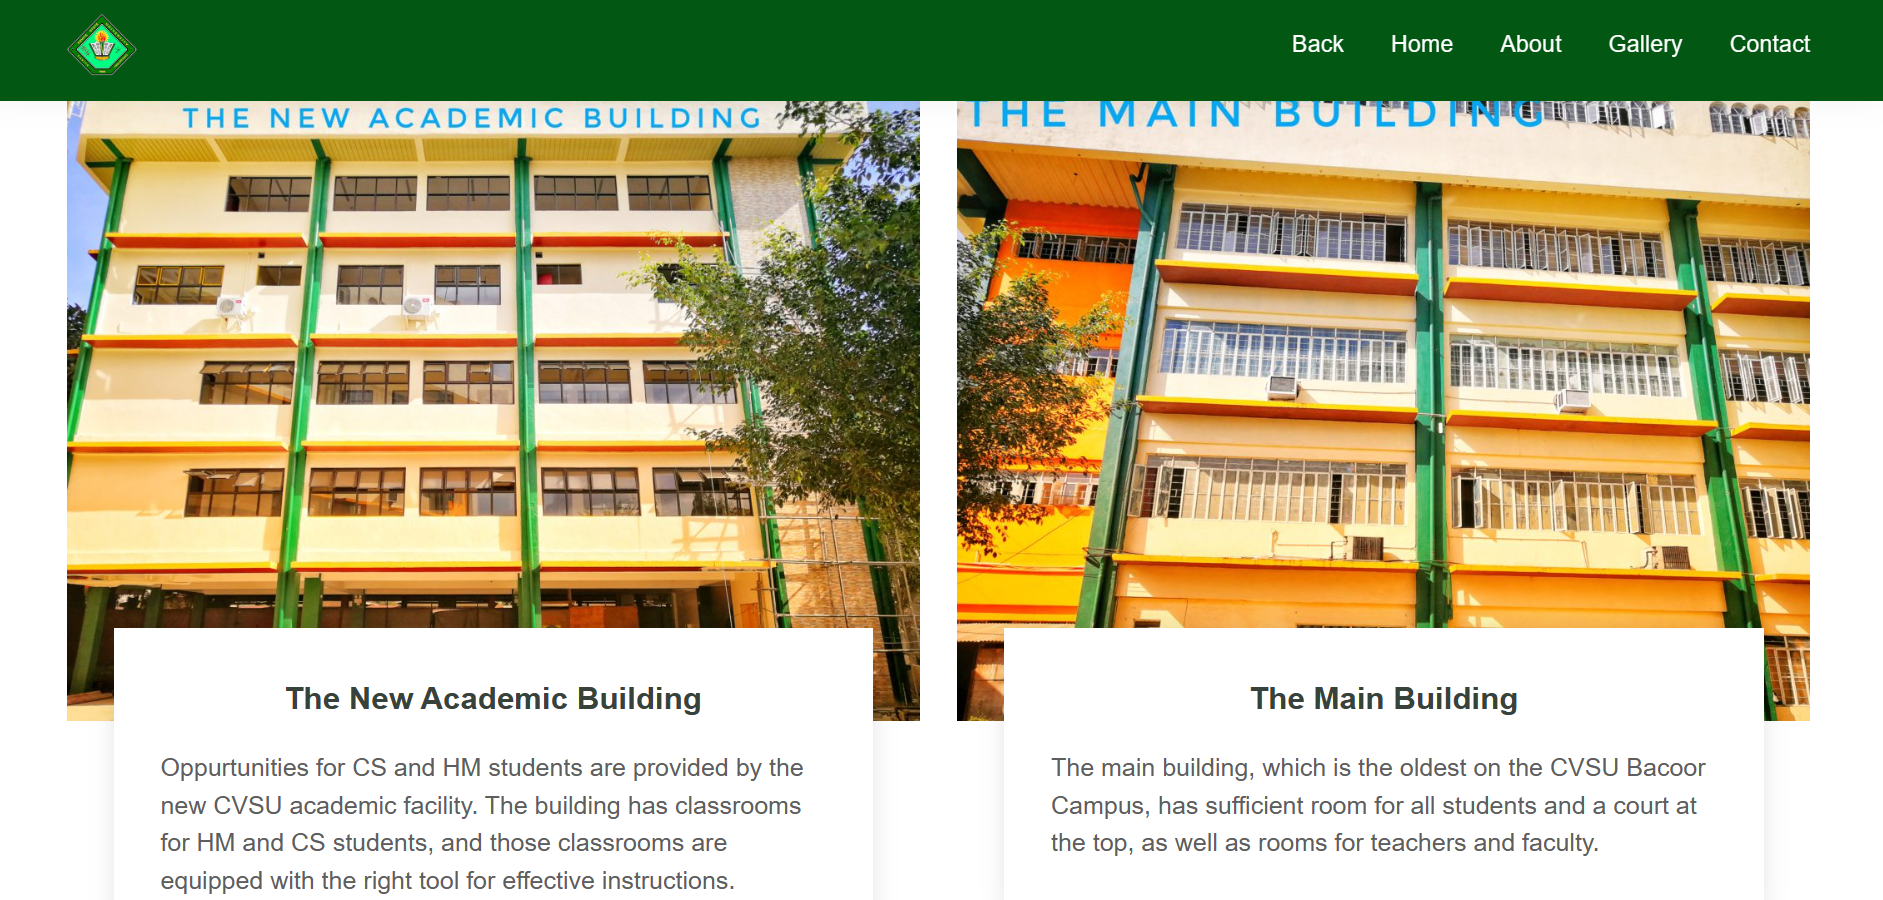 Back Home About Gallery Contact
THE NEW ACADEMIC BUILDING
THE MAIN BUILDING
The New Academic Building
Oppurtunities for CS and HM students are provided by the
new CVSU academic facility. The building has classrooms
for HM and CS students, and those classrooms are
equipped with the right tool for effective instructions.
The Main Building
The main building, which is the oldest on the CVSU Bacoor
Campus, has sufficient room for all students and a court at
the top, as well as rooms for teachers and faculty.